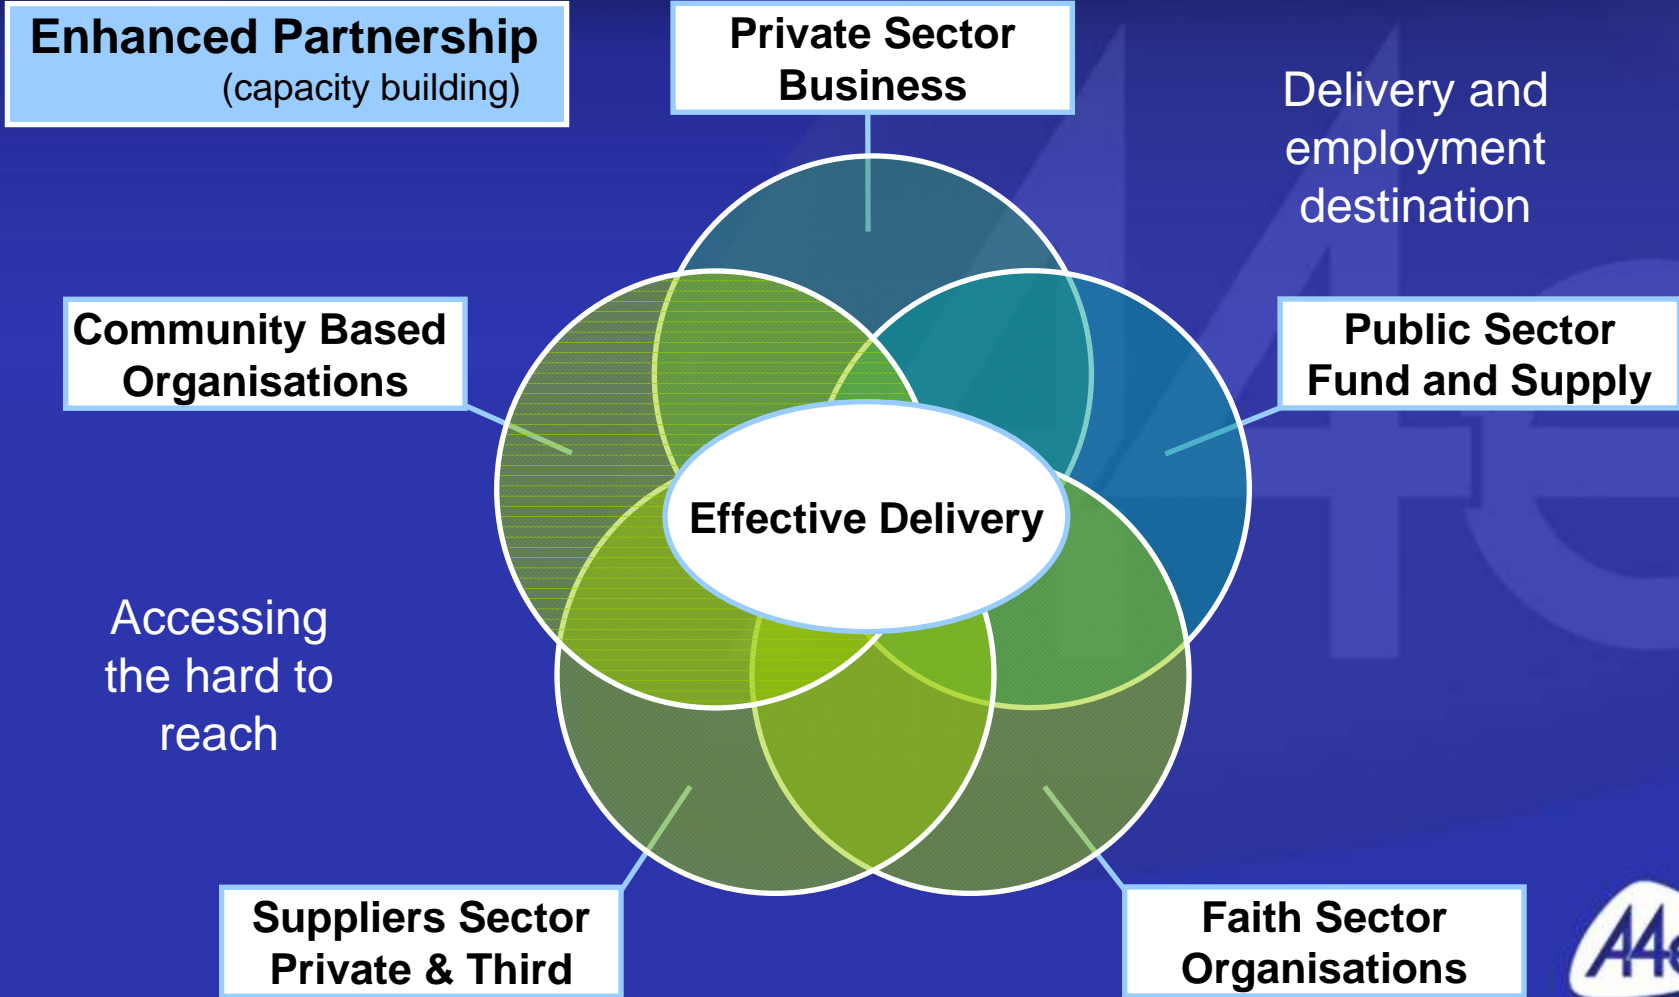 Enhanced Partnership
(capacity building)
Private Sector
Business
Delivery and
employment
destination
Community Based
Organisations
Public Sector
Fund and Supply
Effective Delivery
Accessing
the hard to
reach
Suppliers Sector
Private & Third
Faith Sector
Organisations
A4e